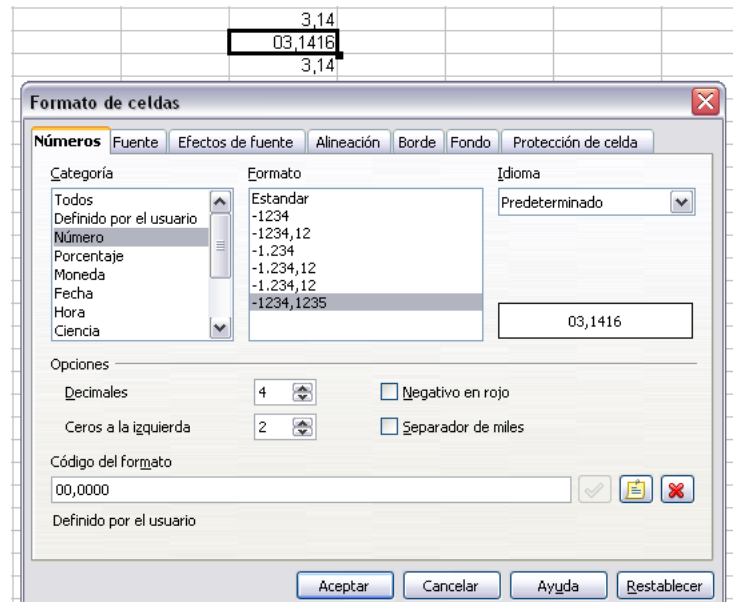 3,14
03,1416
3,14
Formato de celdas
Números Fuente Efectos de fuente Alineación Borde Fondo Protección de celda
Categoría Formato Idioma
Todos
Definido por el usuario
Número
Porcentaje
Moneda
Fecha
Hora
Ciencia
Estandar
-1234
-1234,12
-1.234
-1.234,12
-1.234,12
-1234,1235
Predeterminado
03,1416
Opciones
Decimales 4 Negativo en rojo
Ceros a la izquierda 2 Separador de miles
Código del formato
00,0000
Definido por el usuario
Aceptar Cancelar Ayuda Restablecer